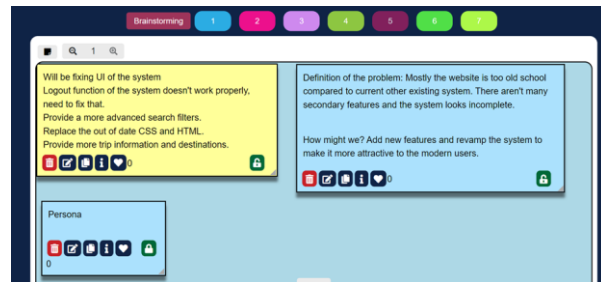 Brainstorming 1 2 3 4 5 6 7
1
Will be fixing UI of the system
Logout function of the system doesn't work properly,
need to fix that.
Provide a more advanced search filters.
Replace the out of date CSS and HTML.
Provide more trip information and destinations.
0
Definition of the problem: Mostly the website is too old school
compared to current other existing system. There aren't many
secondary features and the system looks incomplete.
How might we? Add new features and revamp the system to
make it more attractive to the modern users.
0
Persona
0